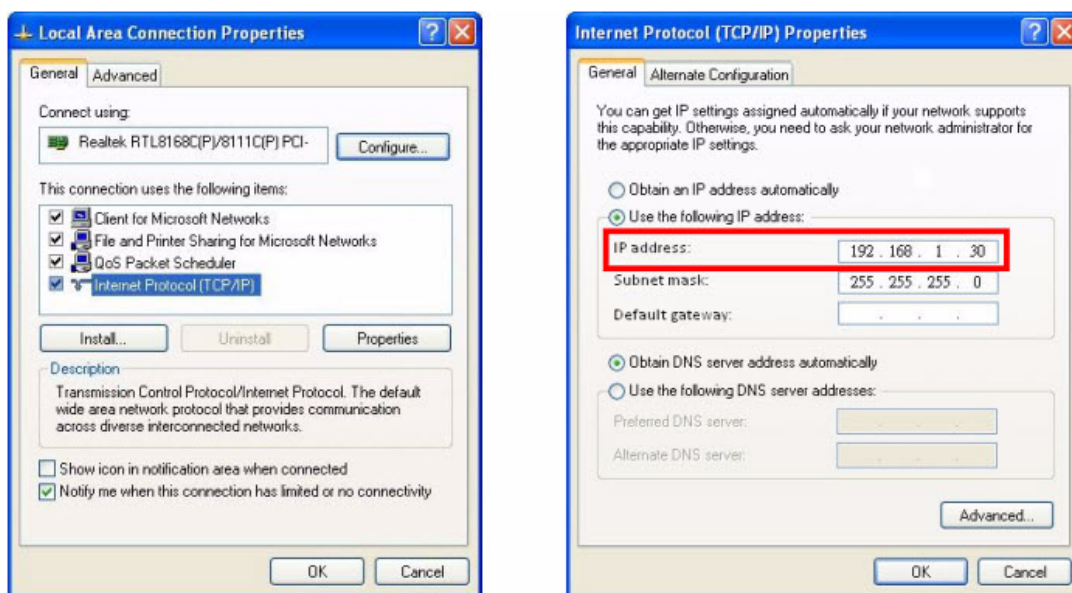 Local Area Connection Properties
General
Advanced
Connect using:
Realtek RTL8168C(P)/8111C(P) PCI-
Configure...
This connection uses the following items:
Client for Microsoft Networks
File and Printer Sharing for Microsoft Networks
QoS Packet Scheduler
Internet Protocol (TCP/IP)
Install...
Uninstall
Properties
Description
Transmission Control Protocol/Internet Protocol. The default
wide area network protocol that provides communication
across diverse interconnected networks.
Show icon in notification area when connected
Notify me when this connection has limited or no connectivity
OK
Cancel
Internet Protocol (TCP/IP) Properties
General
Alternate Configuration
You can get IP settings assigned automatically if your network supports
this capability. Otherwise, you need to ask your network administrator for
the appropriate IP settings.
Obtain an IP address automatically
Use the following IP address:
IP address: 192 . 168 . 1 . 30
Subnet mask: 255 . 255 . 255 . 0
Default gateway: . . .
Obtain DNS server address automatically
Use the following DNS server addresses:
Preferred DNS server: . . .
Alternate DNS server: . . .
Advanced...
OK
Cancel